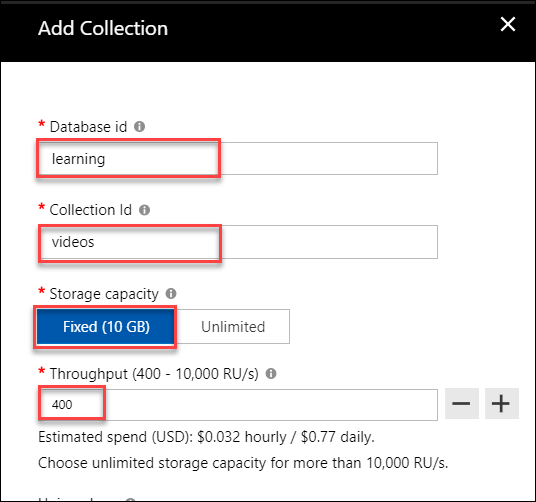 Add Collection
* Database id
learning
* Collection Id
videos
* Storage capacity
Fixed (10 GB) Unlimited
* Throughput (400 - 10,000 RU/s)
400
Estimated spend (USD): $0.032 hourly / $0.77 daily.
Choose unlimited storage capacity for more than 10,000 RU/s.